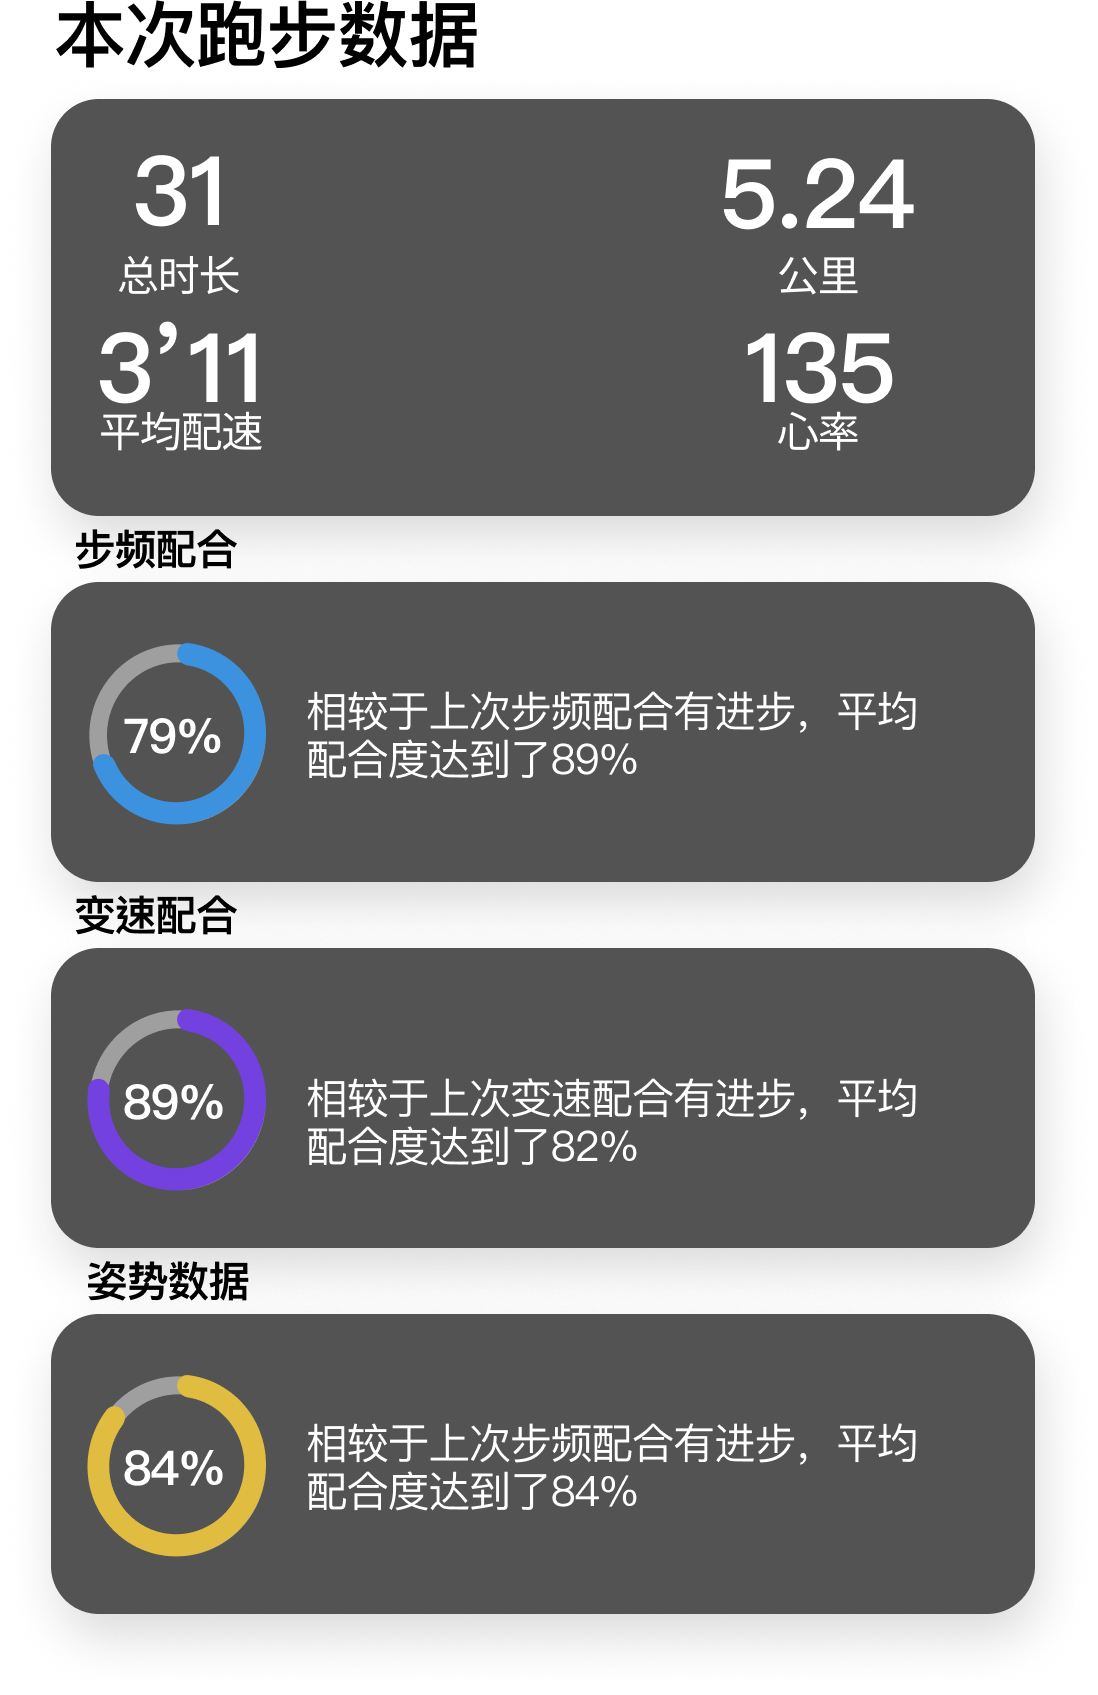 本次跑步数据
31
5.24
总时长
公里
3’11
135
平均配速
心率
步频配合
79%
相较于上次步频配合有进步，平均
配合度达到了89%
变速配合
89%
相较于上次变速配合有进步，平均
配合度达到了82%
姿势数据
84%
相较于上次步频配合有进步，平均
配合度达到了84%